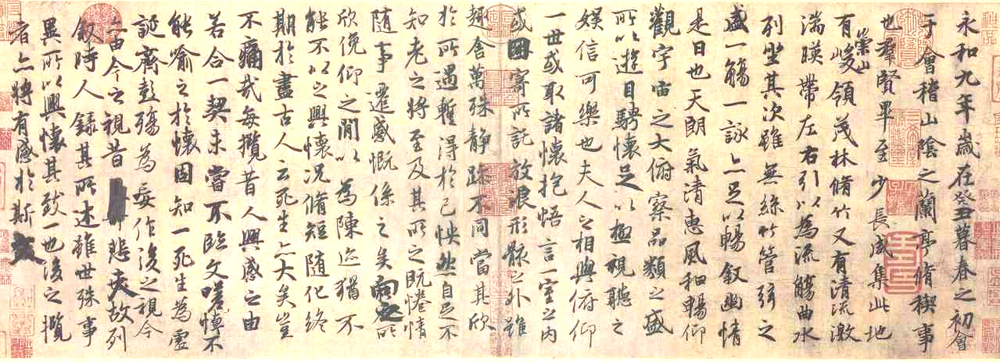 永和九年歲在癸丑暮春之初會
于會稽山陰之蘭亭脩稧事
也羣賢畢至少長咸集此地
有崇山峻領茂林脩竹又有清流激
湍暎帶左右引以為流觴曲水
列坐其次雖無絲竹管弦之
盛一觴一詠亦足以暢敘幽情
是日也天朗氣清惠風和暢仰
觀宇宙之大俯察品類之盛
所以遊目騁懷足以極視聽之
娛信可樂也夫人之相與俯仰
一世或取諸懷抱悟言一室之內
或因寄所託放浪形骸之外雖
趣舍萬殊静躁不同當其欣
於所遇蹔得於己怏然自足不
知老之將至及其所之既惓情
隨事遷感慨係之矣向之所
欣俛仰之閒以為陳迹猶不
能不以之興懷況脩短隨化終
期於盡古人云死生亦大矣豈
不痛哉每攬昔人興感之由
若合一契未嘗不臨文嗟悼不
能喻之於懷固知一死生為虛
誕齊彭殤為妄作後之視今
亦由今之視昔悲夫故列
敘時人錄其所述雖世殊事
異所以興懷其致一也後之攬
者亦將有感於斯文